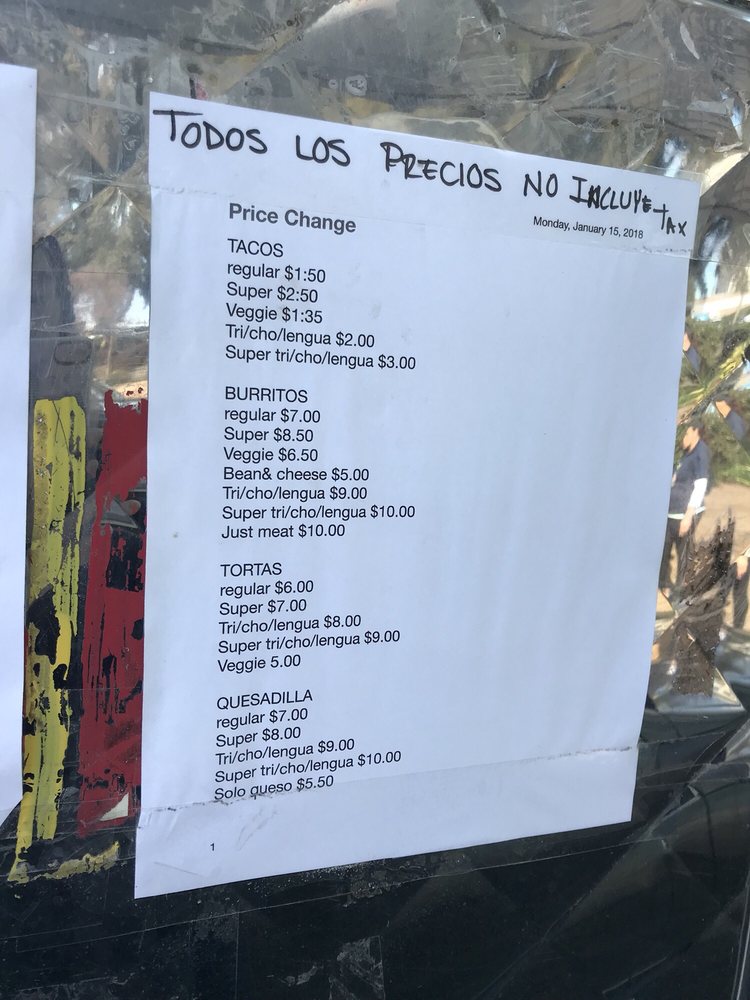 TODOS LOS PRECIOS NO INCLUYE TAX
Price Change
Monday, January 15, 2018
TACOS
regular $1:50
Super $2:50
Veggie $1:35
Tri/cho/lengua $2.00
Super tri/cho/lengua $3.00
BURRITOS
regular $7.00
Super $8.50
Veggie $6.50
Bean& cheese $5.00
Tri/cho/lengua $9.00
Super tri/cho/lengua $10.00
Just meat $10.00
TORTAS
regular $6.00
Super $7.00
Tri/cho/lengua $8.00
Super tri/cho/lengua $9.00
Veggie 5.00
QUESADILLA
regular $7.00
Super $8.00
Tri/cho/lengua $9.00
Super tri/cho/lengua $10.00
Solo queso $5.50
1